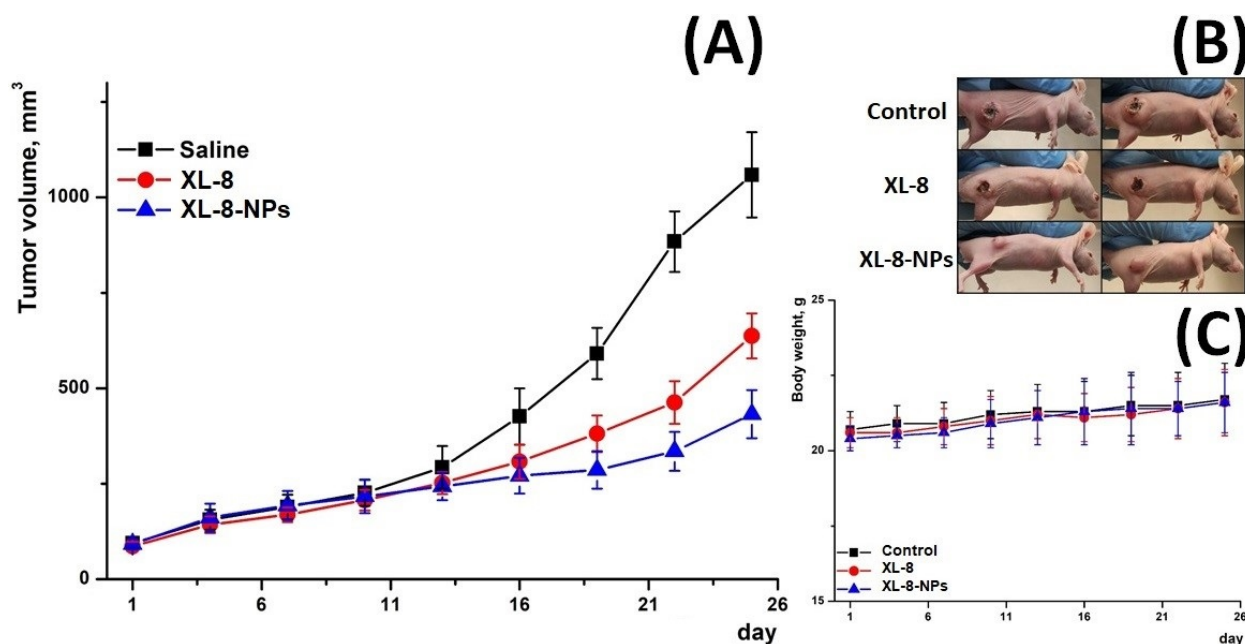 (A)
Tumor volume, mm³
1000
500
0
Saline
XL-8
XL-8-NPs
1 6 11 16 21 26
day
(B)
Control
XL-8
XL-8-NPs
(C)
Body weight, g
25
20
15
Control
XL-8
XL-8-NPs
1 6 11 16 21 26
day